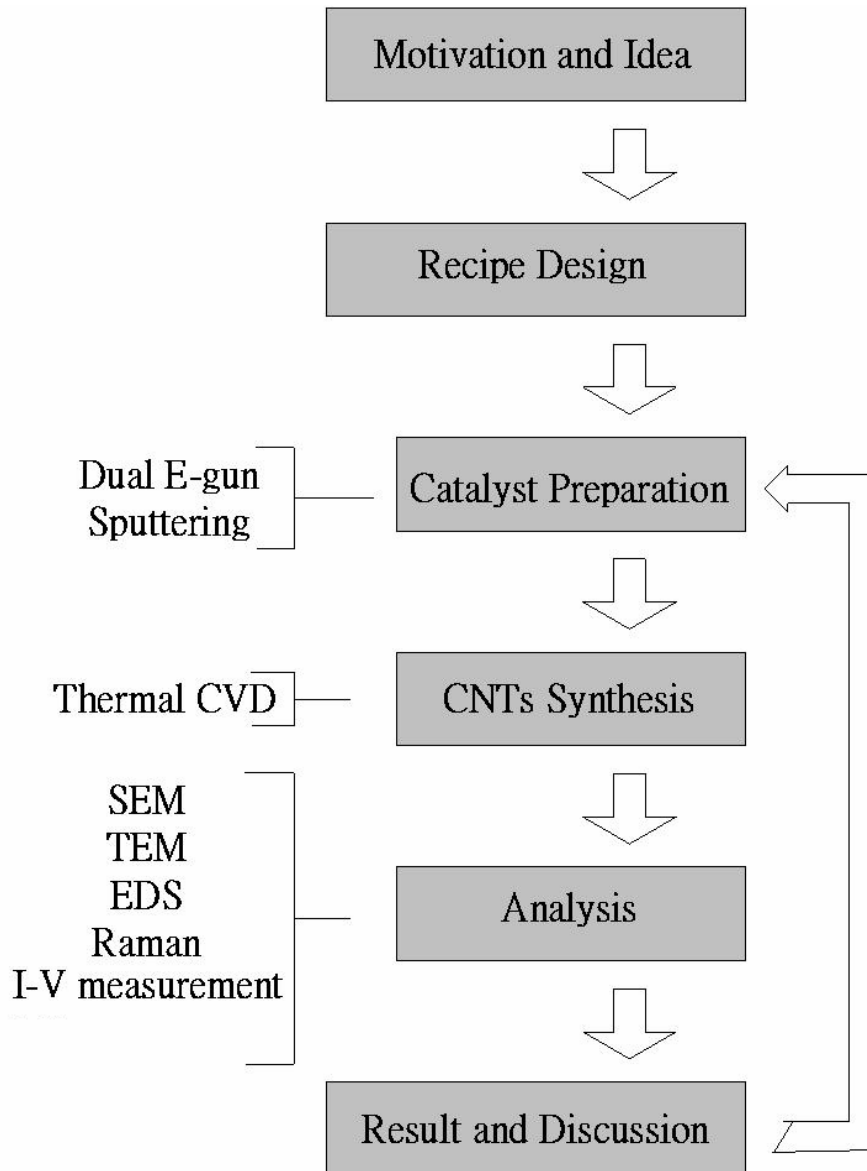 Motivation and Idea
Recipe Design
Dual E-gun
Sputtering
Catalyst Preparation
Thermal CVD
CNTs Synthesis
SEM
TEM
EDS
Raman
I-V measurement
Analysis
Result and Discussion